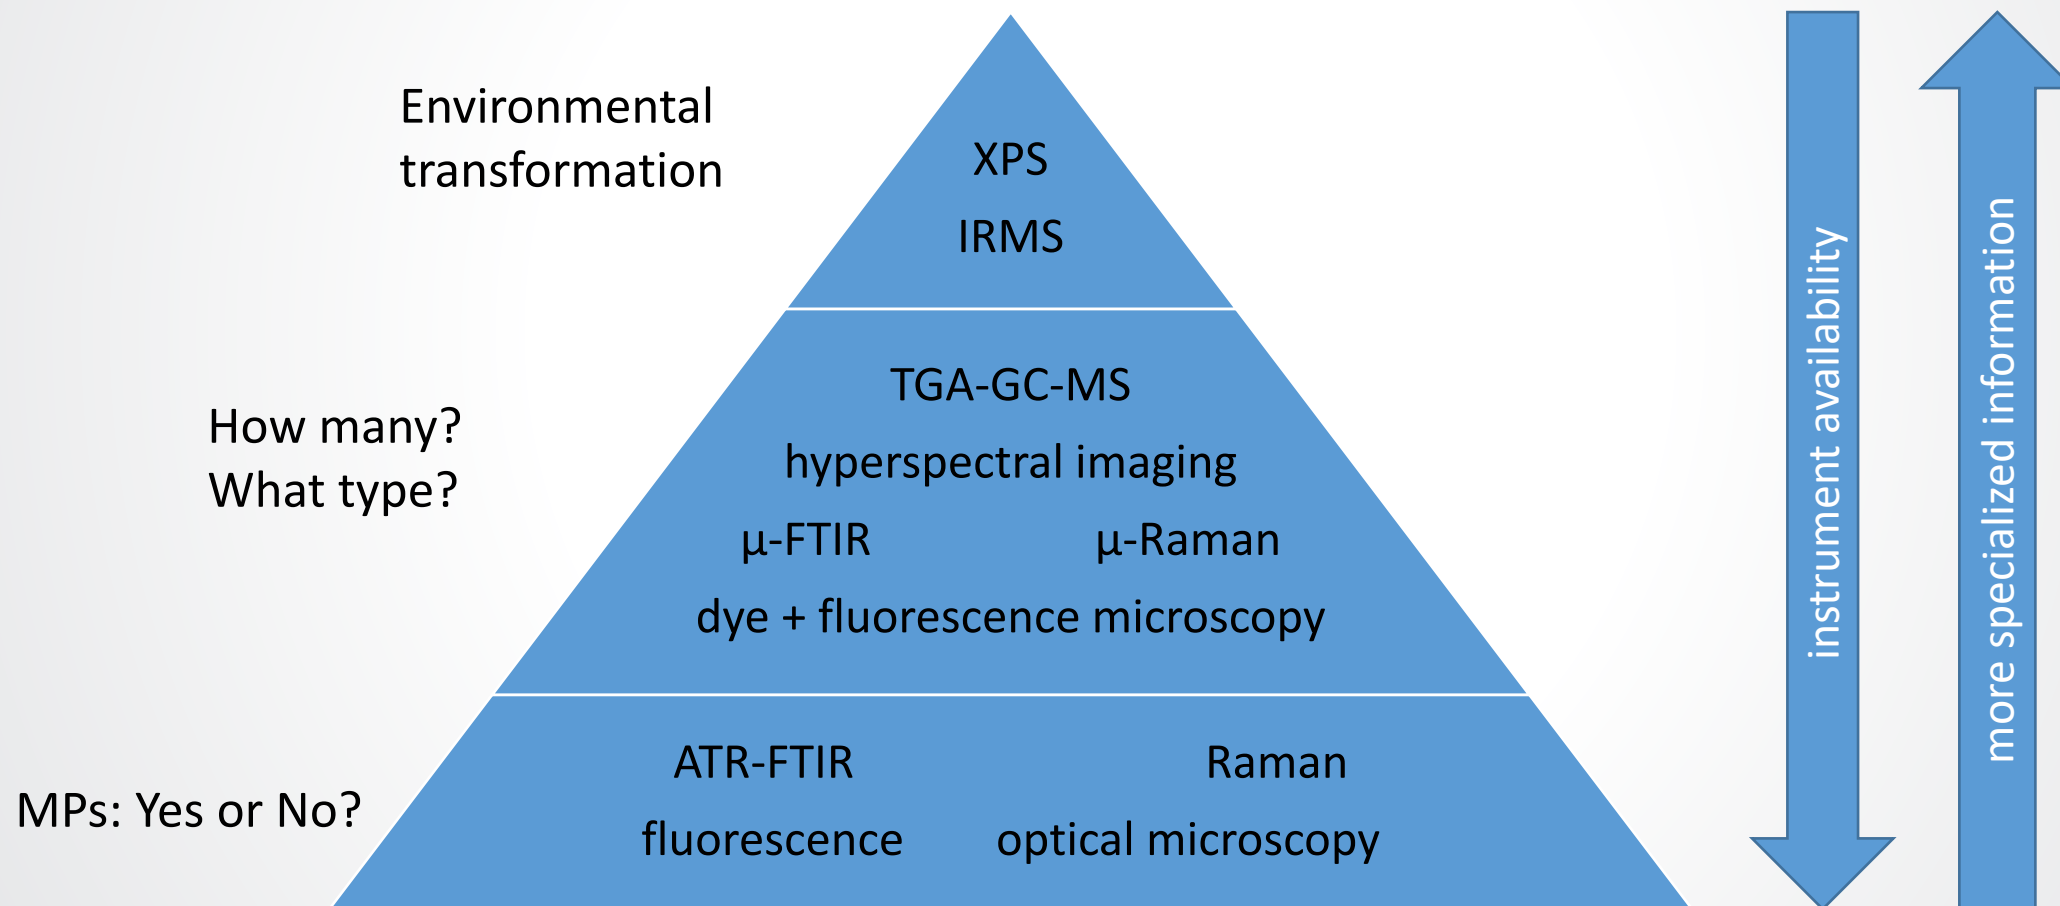 Environmental
transformation
XPS
IRMS
How many?
What type?
TGA-GC-MS
hyperspectral imaging
µ-FTIR µ-Raman
dye + fluorescence microscopy
MPs: Yes or No?
ATR-FTIR Raman
fluorescence optical microscopy
instrument availability
more specialized information